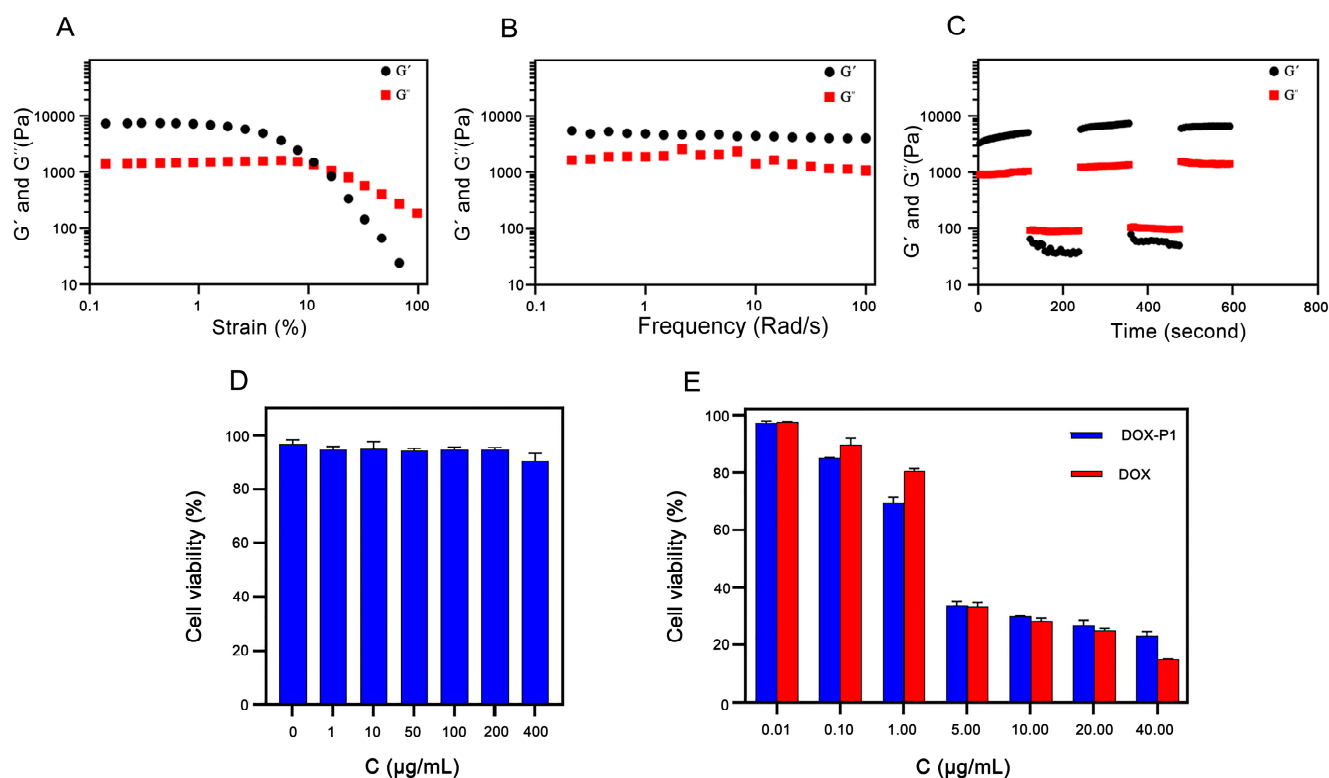 A
G′ and G″(Pa)
10000
1000
100
10
0.1
1
10
100
Strain (%)
G′
G″
B
G′ and G″(Pa)
10000
1000
100
10
0.1
1
10
100
Frequency (Rad/s)
G′
G″
C
G′ and G″(Pa)
10000
1000
100
10
0
200
400
600
800
Time (second)
G′
G″
D
Cell viability (%)
100
80
60
40
20
0
0
1
10
50
100
200
400
C (μg/mL)
E
Cell viability (%)
100
80
60
40
20
0
0.01
0.10
1.00
5.00
10.00
20.00
40.00
C (μg/mL)
DOX-P1
DOX